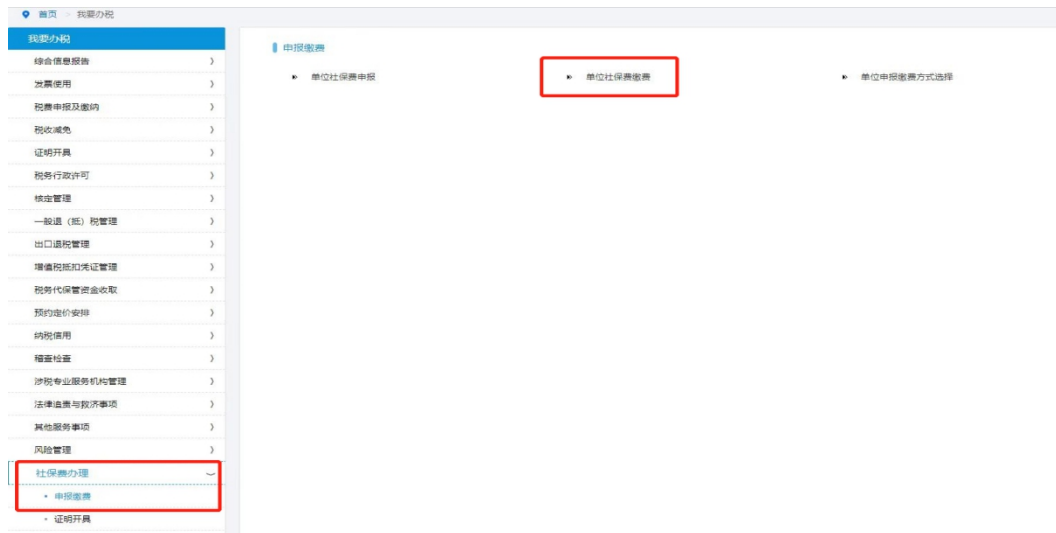 首页 > 我要办税
我要办税
综合信息报告
发票使用
税费申报及缴纳
税收减免
证明开具
税务行政许可
核定管理
一般退（抵）税管理
出口退税管理
增值税抵扣凭证管理
税务代保管资金收取
预约定价安排
纳税信用
稽查检查
涉税专业服务机构管理
法律追责与救济事项
其他服务事项
风险管理
社保费办理
申报缴费
证明开具
申报缴费
单位社保费申报
单位社保费缴费
单位申报缴费方式选择